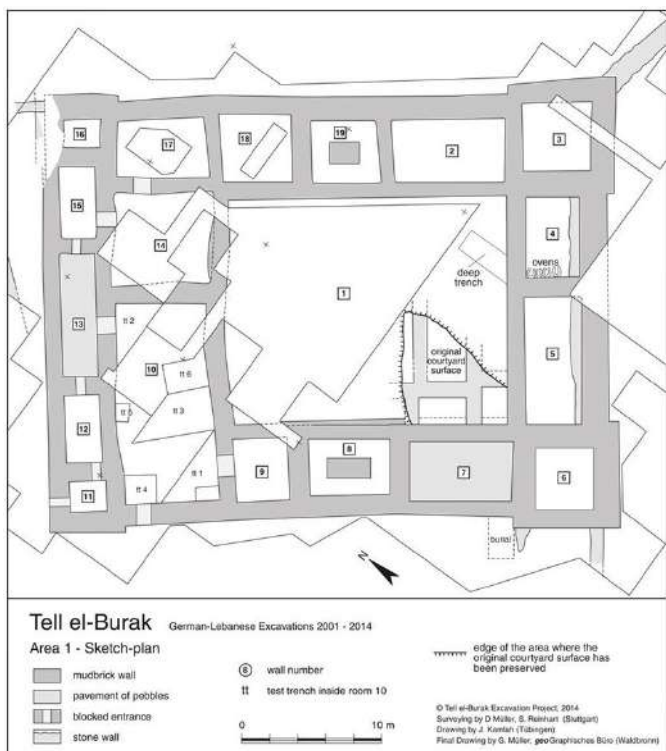 16
17
18
19
2
3
15
14
4
ovens
deep
trench
1
13
tt 2
original
courtyard
surface
5
10
tt 6
tt 5
tt 3
12
tt 1
9
8
7
6
11
tt 4
burial
N
Tell el-Burak German-Lebanese Excavations 2001 - 2014
Area 1 - Sketch-plan
mudbrick wall
pavement of pebbles
blocked entrance
stone wall
8 wall number
tt test trench inside room 10
0 10 m
edge of the area where the
original courtyard surface has
been preserved
© Tell el-Burak Excavation Project, 2014
Surveying by D Müller, S. Reinhart (Stuttgart)
Drawing by J. Kamlah (Tübingen)
Final Drawing by G. Müller, geoGraphisches Büro (Waldbronn)